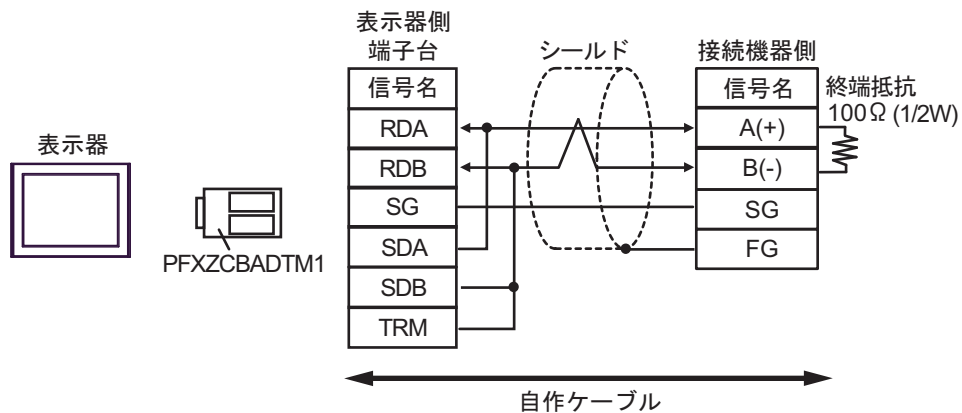 表示器
PFXZCBADTM1
表示器側
端子台
信号名
RDA
RDB
SG
SDA
SDB
TRM
シールド
接続機器側
信号名
A(+)
B(-)
SG
FG
終端抵抗
100Ω (1/2W)
自作ケーブル